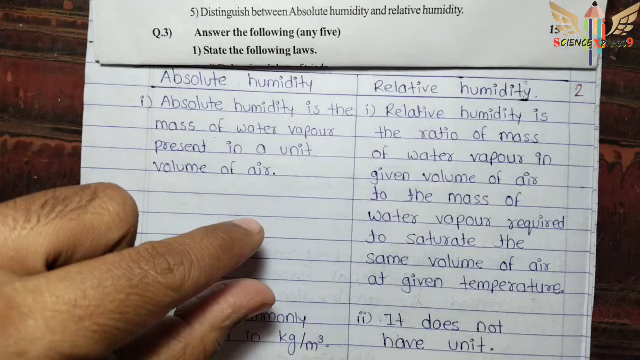 5) Distinguish between Absolute humidity and relative humidity.
Q.3) Answer the following (any five)
1) State the following laws.
SCIENCE 9
Absolute humidity
i) Absolute humidity is the
mass of water vapour
present in a unit
volume of air.
in kg/m³.
Relative humidity.
i) Relative humidity is
the ratio of mass
of water vapour in
given volume of air
to the mass of
water vapour required
to saturate the
same volume of air
at given temperature.
ii) It does not
have unit.
2